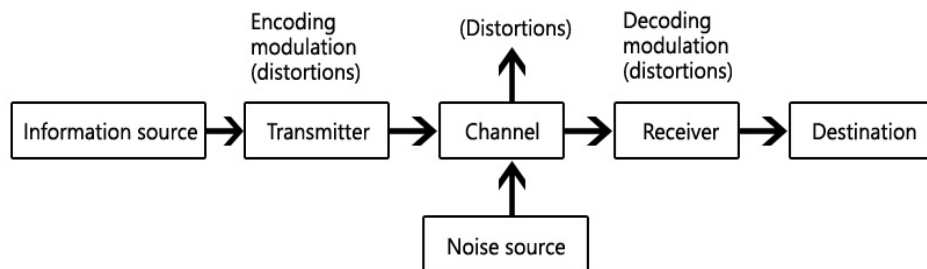 Encoding
modulation
(distortions)
(Distortions)
Decoding
modulation
(distortions)
Information source
Transmitter
Channel
Receiver
Destination
Noise source